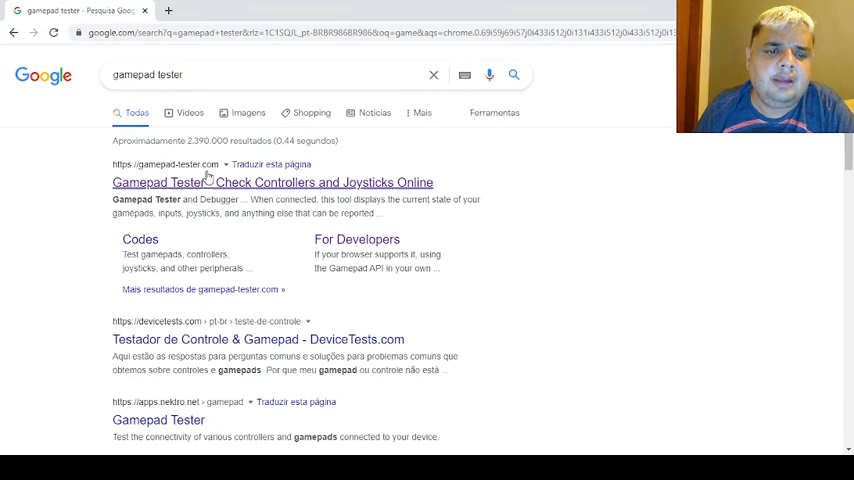 gamepad tester - Pesquisa Goog
google.com/search?q=gamepad+tester&rlz=1C1SQJL_pt-BRBR986BR986&oq=game&aqs=chrome.0.69i59j69i57j0i433i512j0i131i433i512j0i433i512j0i13
Google
gamepad tester
Todas Vídeos Imagens Shopping Notícias Mais Ferramentas
Aproximadamente 2.390.000 resultados (0,44 segundos)
https://gamepad-tester.com Traduzir esta página
Gamepad Tester Check Controllers and Joysticks Online
Gamepad Tester and Debugger ... When connected, this tool displays the current state of your
gamepads, inputs, joysticks, and anything else that can be reported ...
Codes
Test gamepads, controllers,
joysticks, and other peripherals ...
For Developers
If your browser supports it, using
the Gamepad API in your own ...
Mais resultados de gamepad-tester.com »
https://devicetests.com › pt-br › teste-de-controle
Testador de Controle & Gamepad - DeviceTests.com
Aqui estão as respostas para perguntas comuns e soluções para problemas comuns que
obtemos sobre controles e gamepads. Por que meu gamepad ou controle não está ...
https://apps.nektro.net › gamepad Traduzir esta página
Gamepad Tester
Test the connectivity of various controllers and gamepads connected to your device.